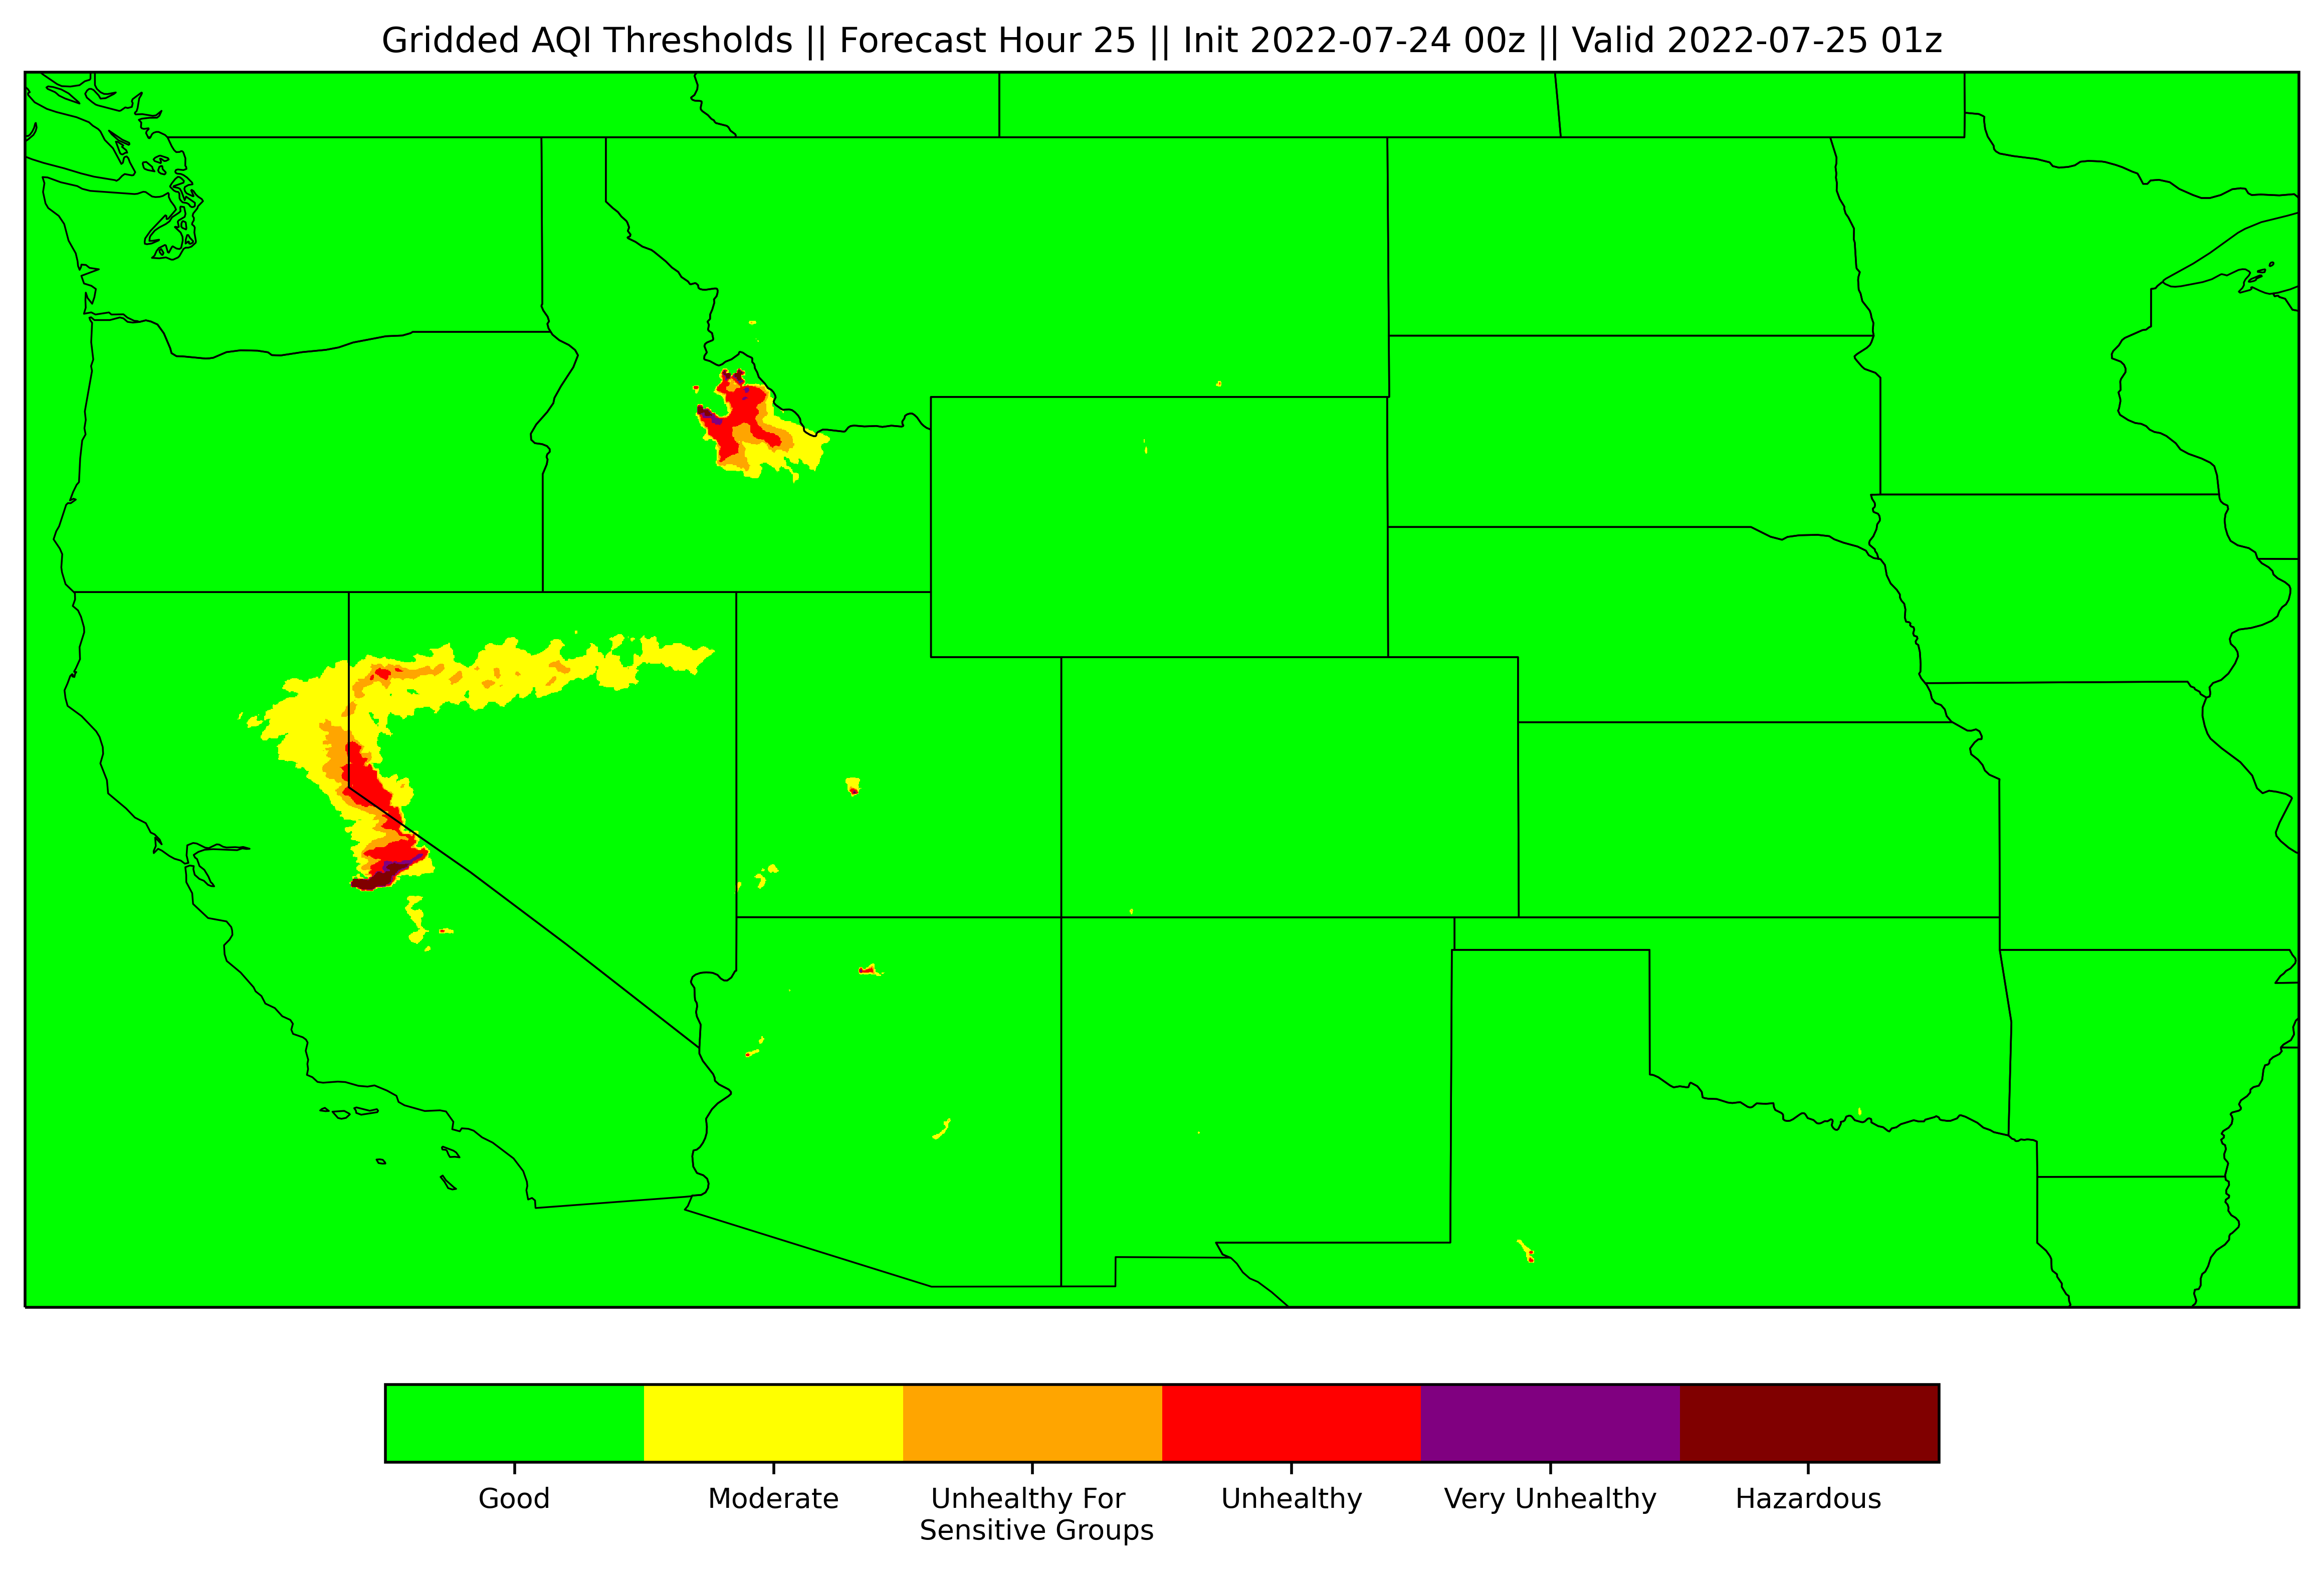 Gridded AQI Thresholds || Forecast Hour 25 || Init 2022-07-24 00z || Valid 2022-07-25 01z
Good Moderate Unhealthy For Unhealthy Very Unhealthy Hazardous
Sensitive Groups